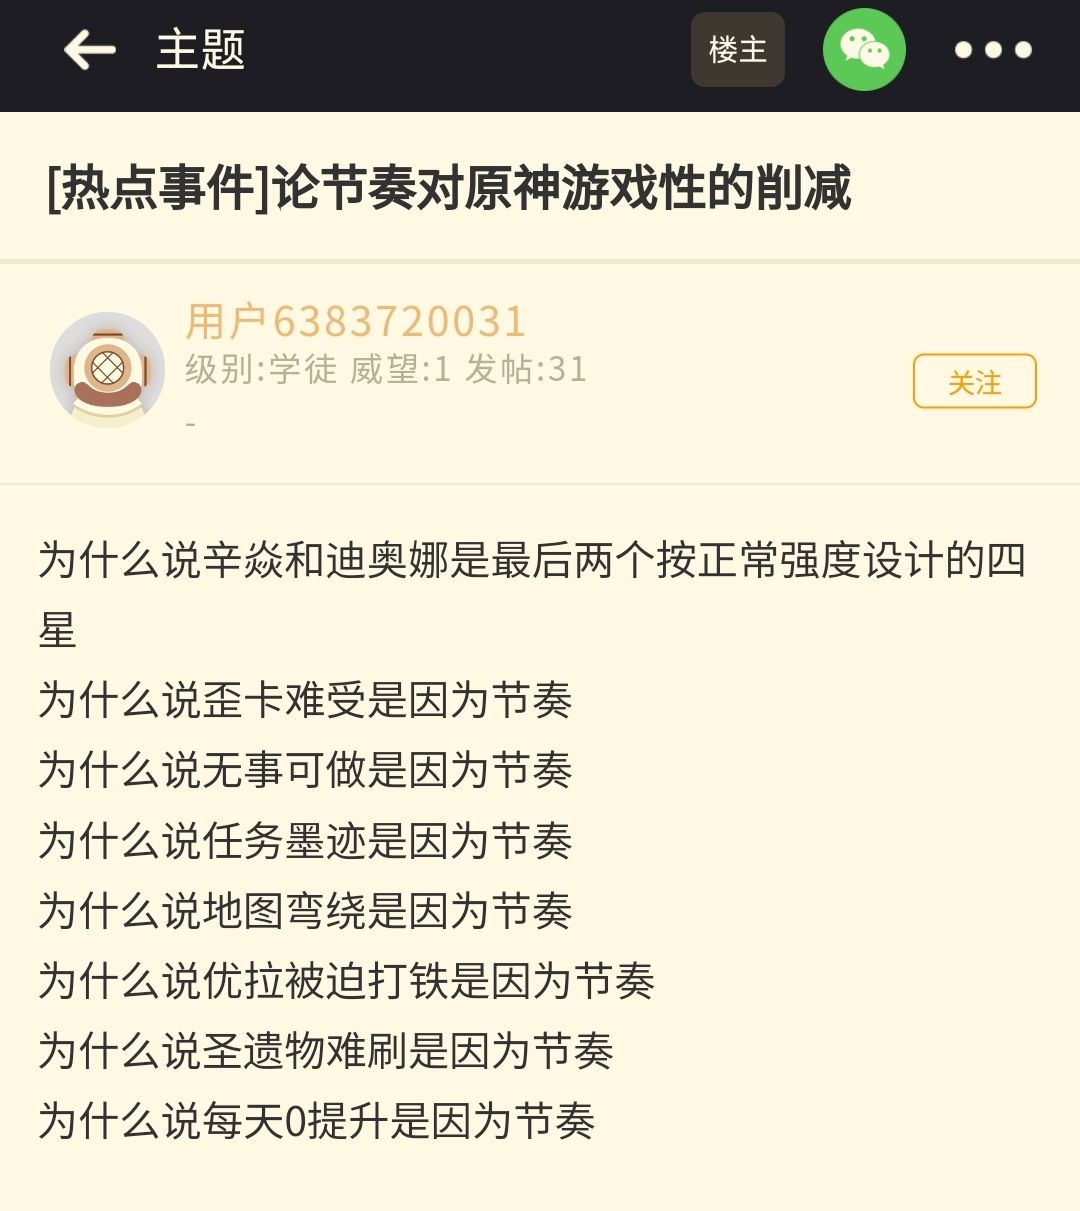 主题
楼主
[热点事件]论节奏对原神游戏性的削减
用户6383720031
级别:学徒 威望:1 发帖:31
-
关注
为什么说辛焱和迪奥娜是最后两个按正常强度设计的四
星
为什么说歪卡难受是因为节奏
为什么说无事可做是因为节奏
为什么说任务墨迹是因为节奏
为什么说地图弯绕是因为节奏
为什么说优拉被迫打铁是因为节奏
为什么说圣遗物难刷是因为节奏
为什么说每天0提升是因为节奏